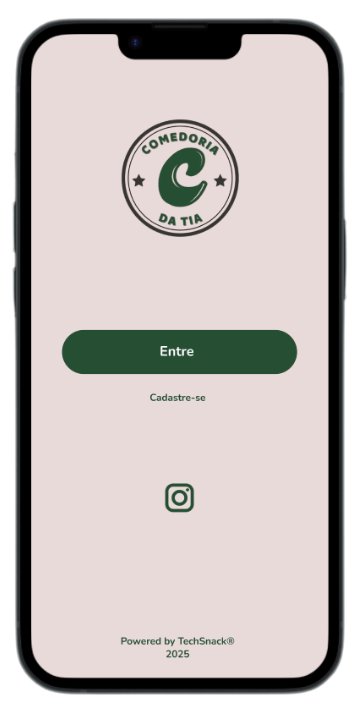 COMEDORIA
C
DA TIA
Entre
Cadastre-se
Powered by TechSnack®
2025